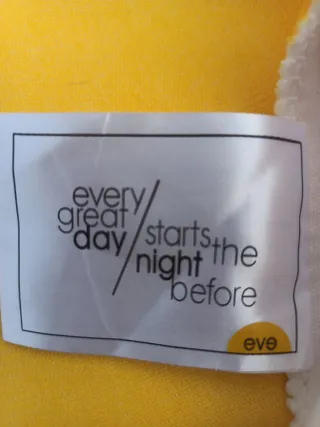 every
great
day
/
starts the
night
before
eve